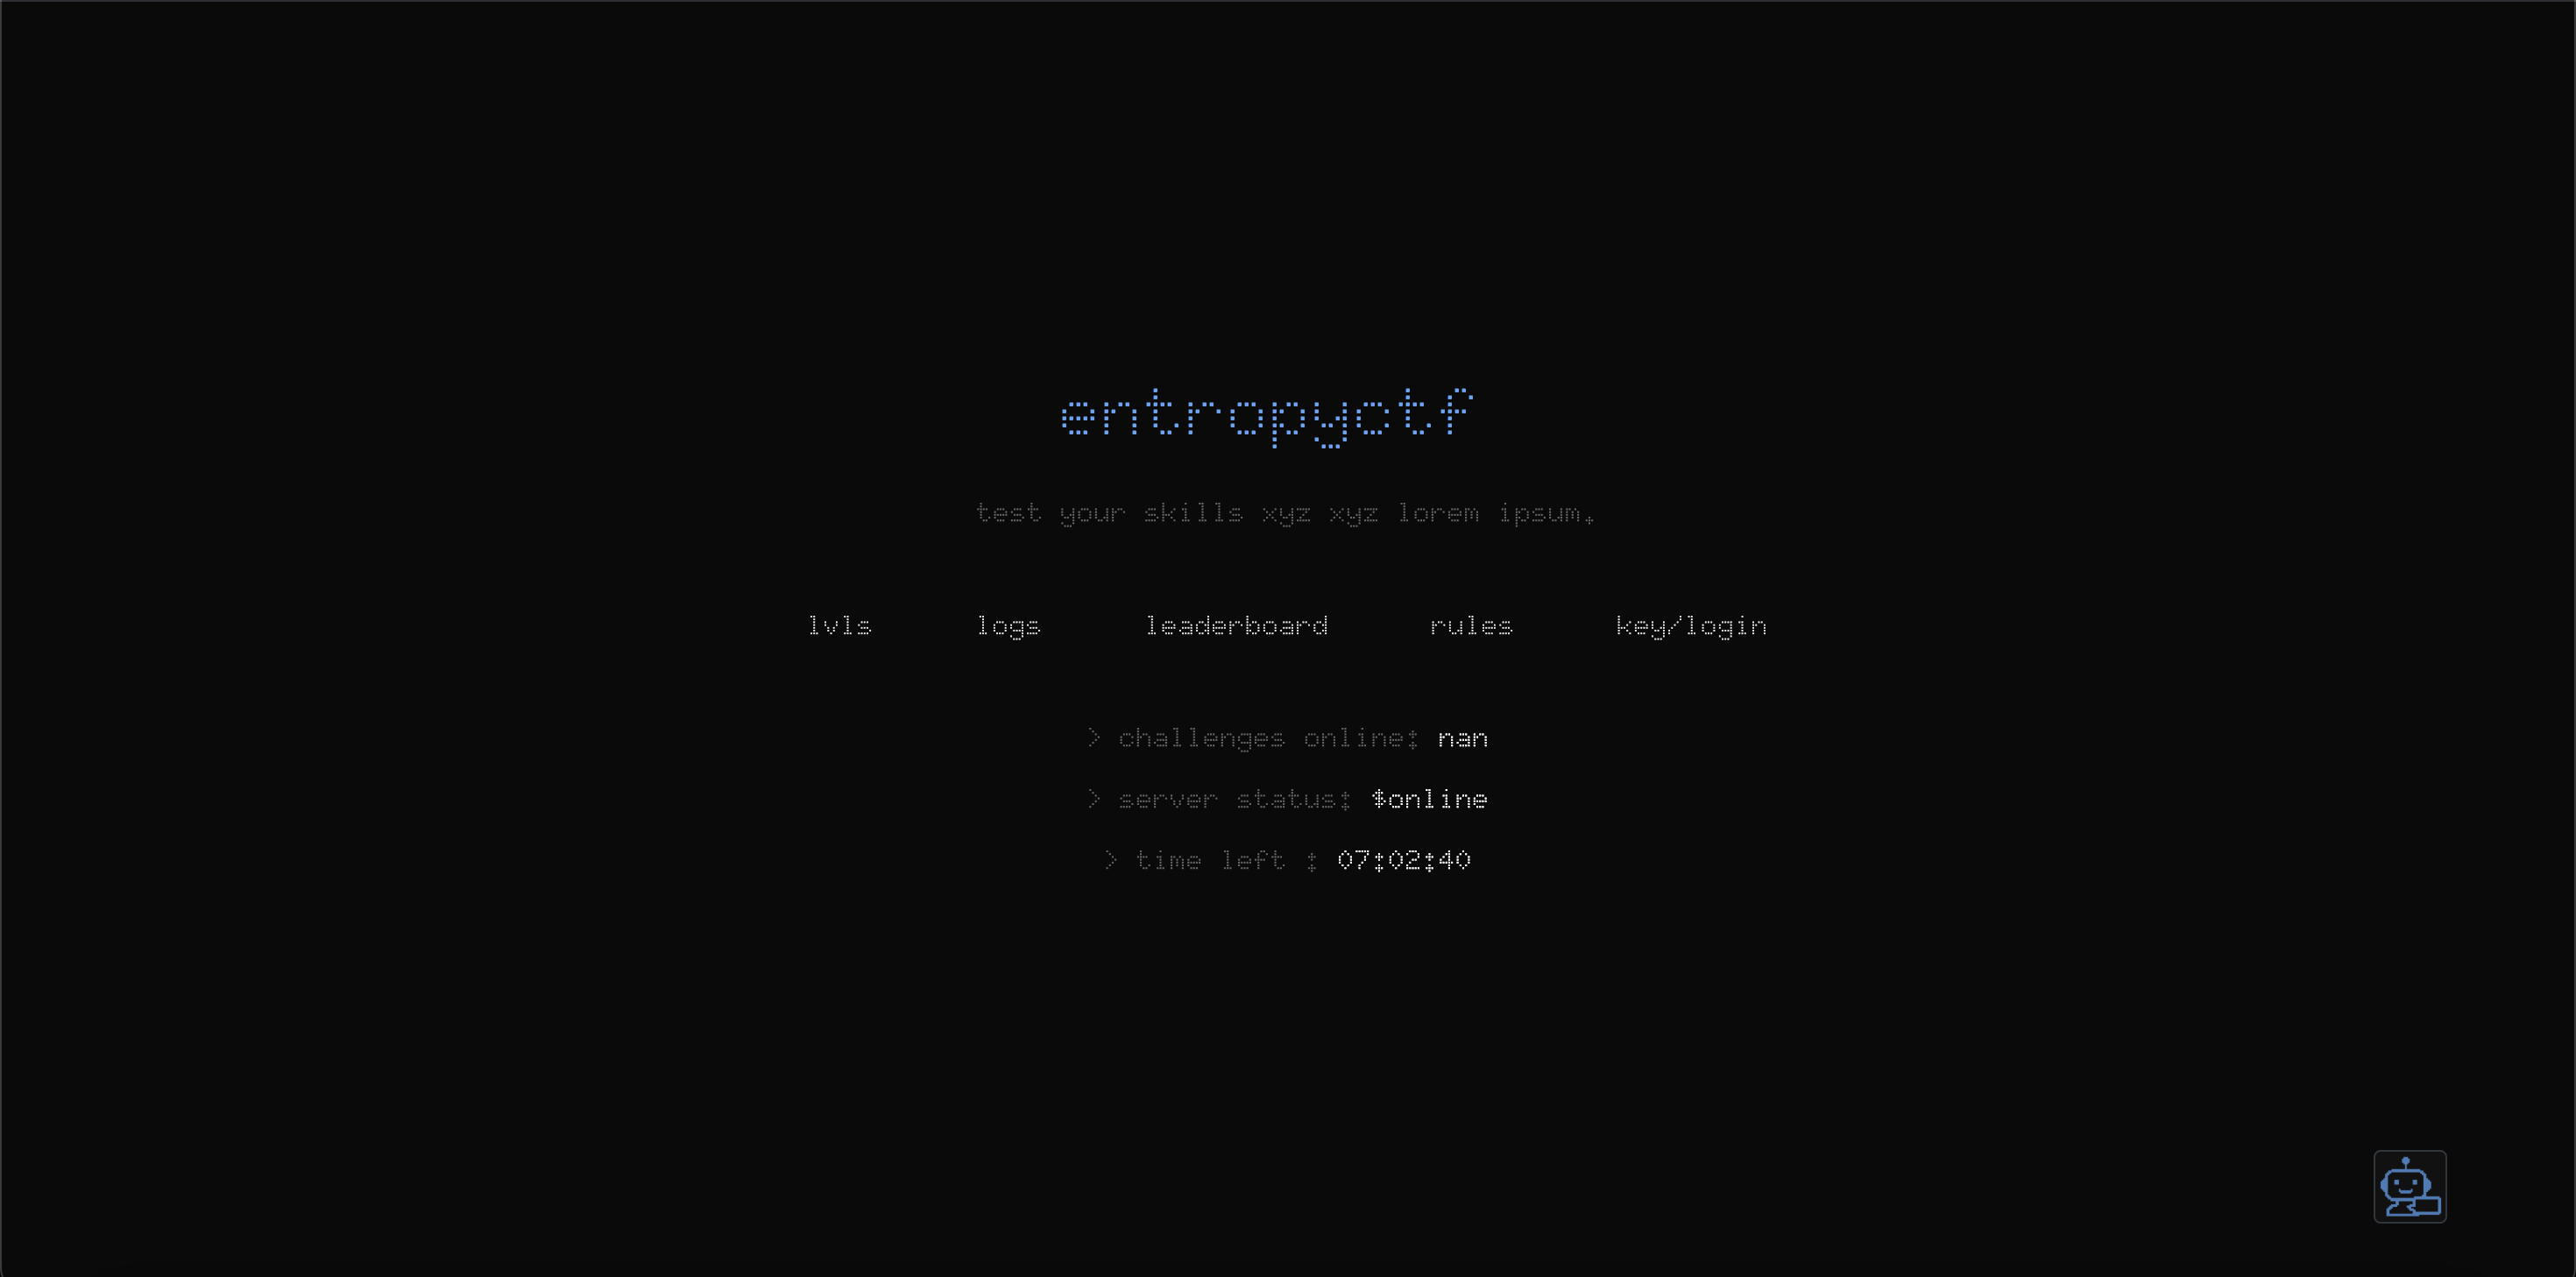 entropyctf
test your skills xyz xyz lorem ipsum.
lvls logs leaderboard rules key/login
> challenges online: nan
> server status: $online
> time left : 07:02:40